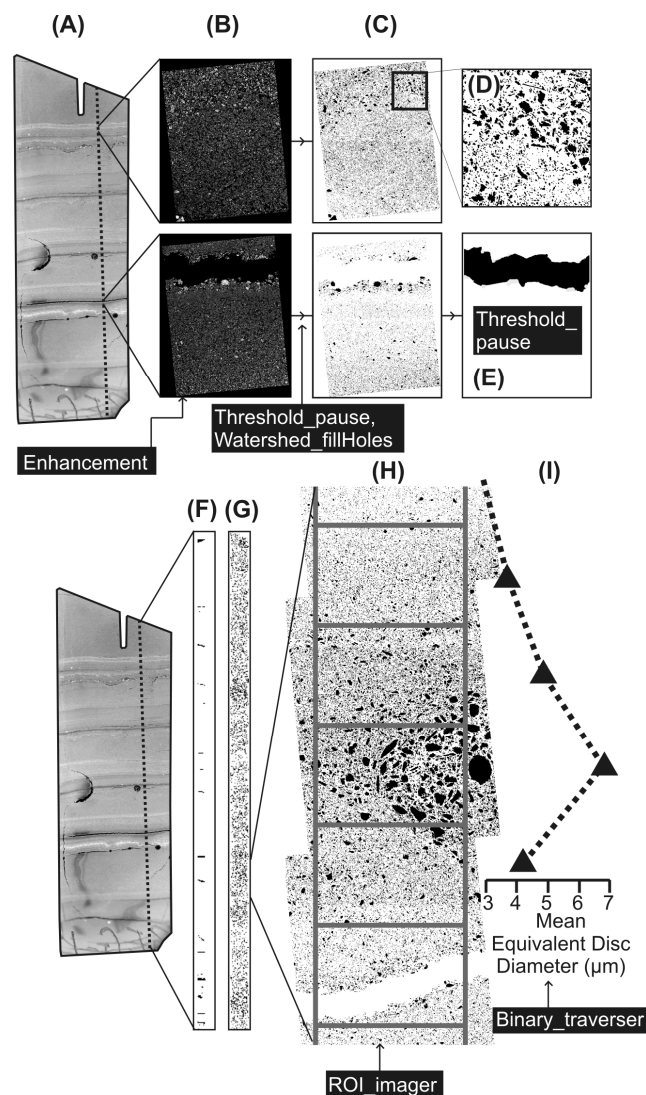 (A)
(B)
(C)
(D)
Threshold_
pause
(E)
Threshold_pause,
Watershed_fillHoles
Enhancement
(F)
(G)
(H)
(I)
3 4 5 6 7
Mean
Equivalent Disc
Diameter (µm)
Binary_traverser
ROI_imager